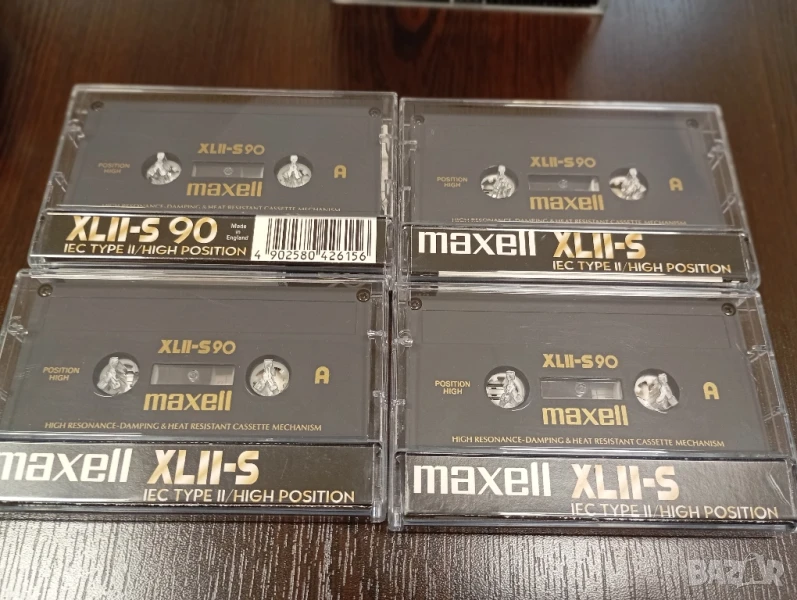 XLII-S90
POSITION
HIGH
A
maxell
HIGH RESONANCE-DAMPING & HEAT RESISTANT CASSETTE MECHANISM
XLII-S 90
Made
in
England
IEC TYPE II/HIGH POSITION
4 902580 426156
XLII-S90
POSITION
HIGH
A
maxell
HIGH RESONANCE-DAMPING & HEAT RESISTANT CASSETTE MECHANISM
maxell XLII-S
IEC TYPE II/HIGH POSITION
XLII-S90
POSITION
HIGH
A
maxell
HIGH RESONANCE-DAMPING & HEAT RESISTANT CASSETTE MECHANISM
maxell XLII-S
IEC TYPE II/HIGH POSITION
XLII-S90
POSITION
HIGH
A
maxell
HIGH RESONANCE-DAMPING & HEAT RESISTANT CASSETTE MECHANISM
maxell XLII-S
IEC TYPE II/HIGH POSITION
BAZAR